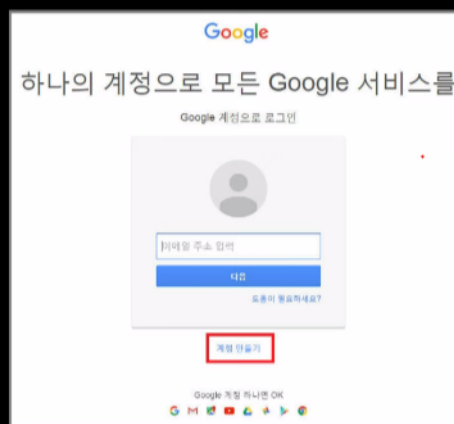 Google
하나의 계정으로 모든 Google 서비스를
Google 계정으로 로그인
이메일 주소 입력
다음
도움이 필요하세요?
계정 만들기
Google 계정 하나면 OK